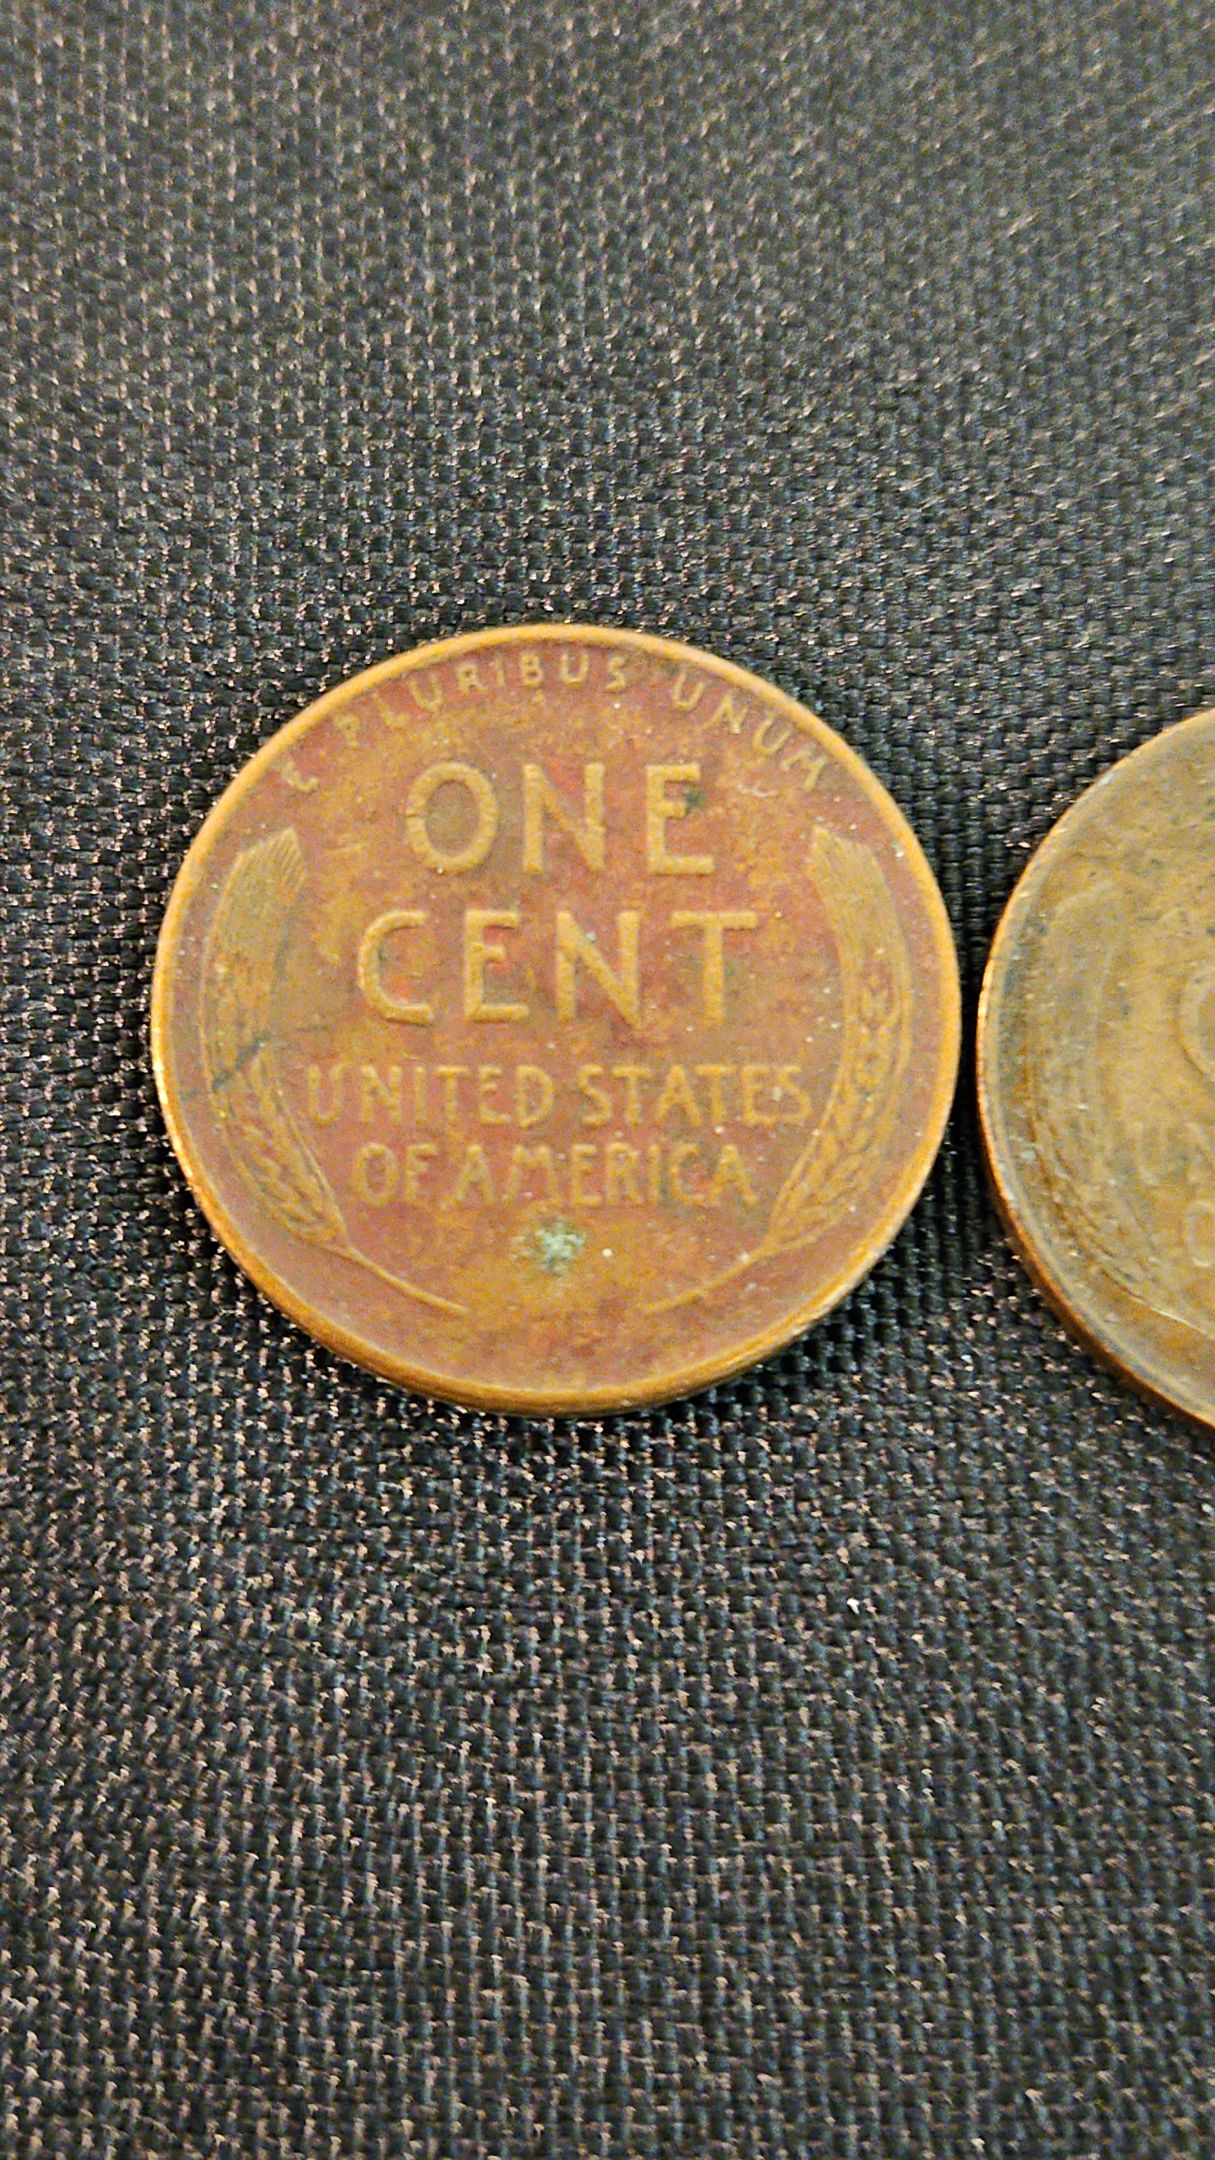 E PLURIBUS UNUM
ONE
CENT
UNITED STATES
OF AMERICA